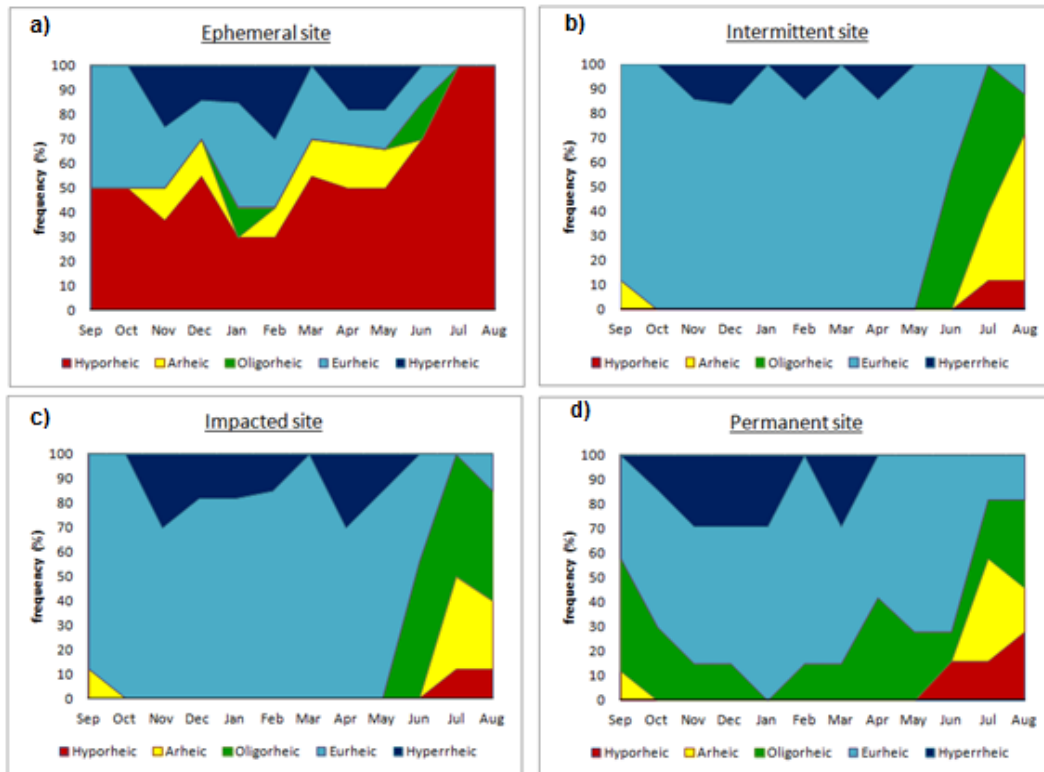 a)
Ephemeral site
100
90
80
70
60
50
40
30
20
10
0
frequency (%)
Sep Oct Nov Dec Jan Feb Mar Apr May Jun Jul Aug
Hyporheic Arheic Oligorheic Eurheic Hyperrheic
b)
Intermittent site
100
90
80
70
60
50
40
30
20
10
0
frequency (%)
Sep Oct Nov Dec Jan Feb Mar Apr May Jun Jul Aug
Hyporheic Arheic Oligorheic Eurheic Hyperrheic
c)
Impacted site
100
90
80
70
60
50
40
30
20
10
0
frequency (%)
Sep Oct Nov Dec Jan Feb Mar Apr May Jun Jul Aug
Hyporheic Arheic Oligorheic Eurheic Hyperrheic
d)
Permanent site
100
90
80
70
60
50
40
30
20
10
0
frequency (%)
Sep Oct Nov Dec Jan Feb Mar Apr May Jun Jul Aug
Hyporheic Arheic Oligorheic Eurheic Hyperrheic